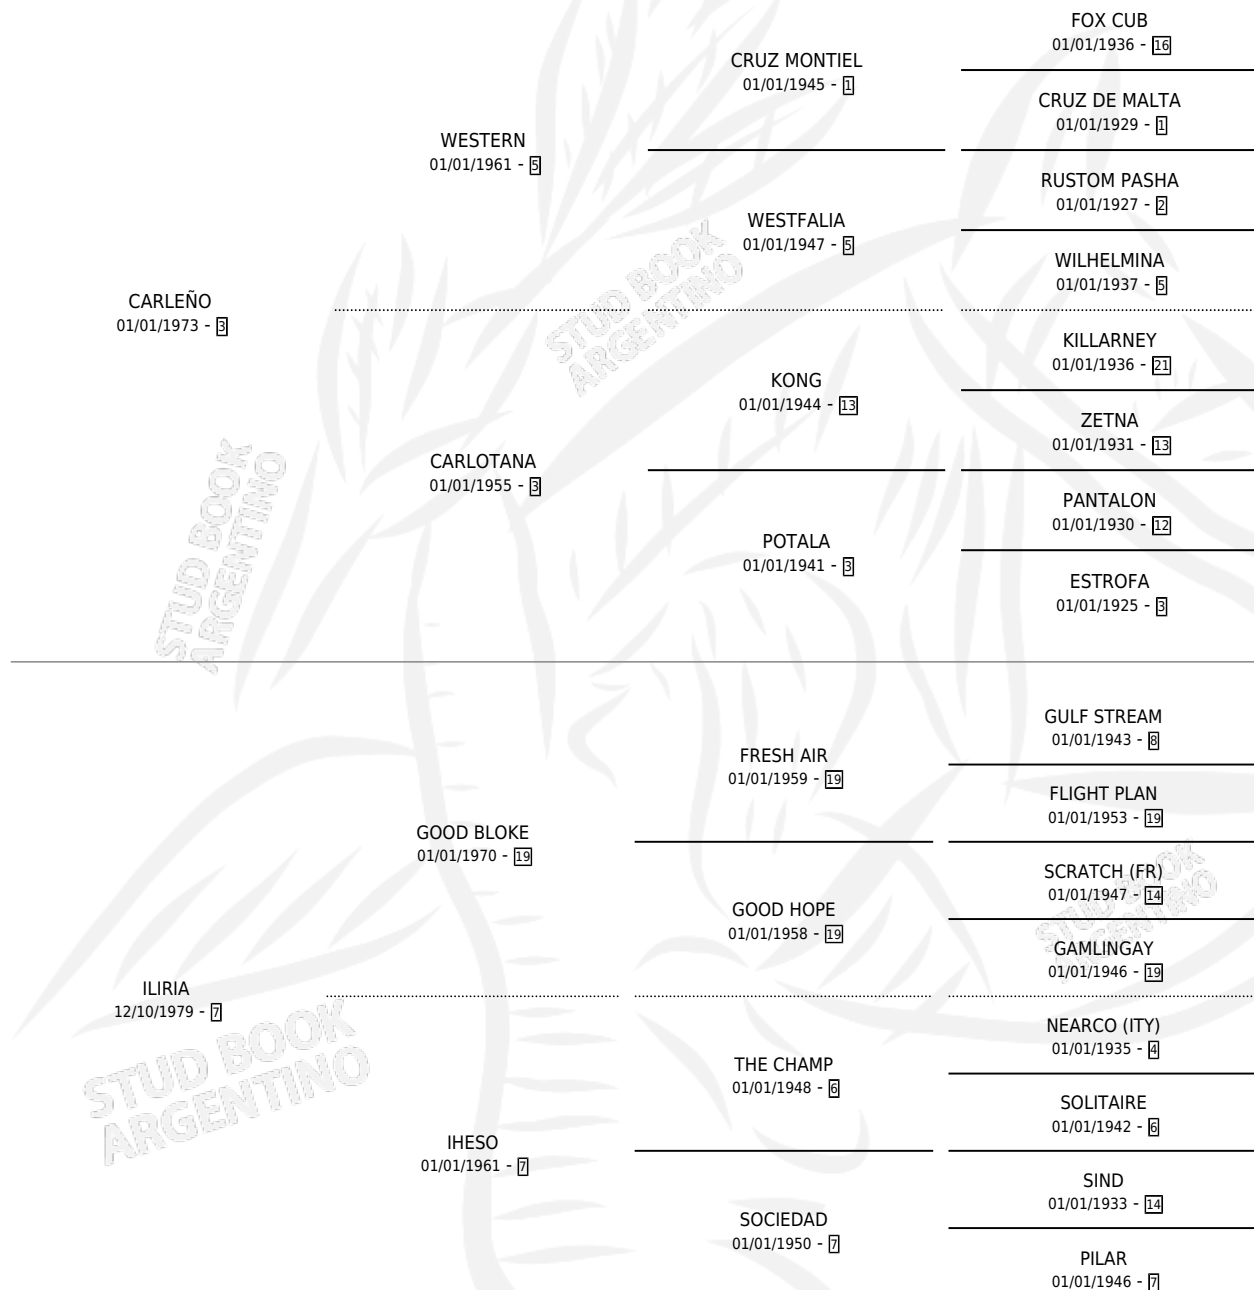 FOX CUB
01/01/1936 - 16
CRUZ MONTIEL
01/01/1945 - 1
CRUZ DE MALTA
01/01/1929 - 1
WESTERN
01/01/1961 - 5
RUSTOM PASHA
01/01/1927 - 2
WESTFALIA
01/01/1947 - 5
WILHELMINA
01/01/1937 - 5
CARLEÑO
01/01/1973 - 3
KILLARNEY
01/01/1936 - 21
KONG
01/01/1944 - 13
ZETNA
01/01/1931 - 13
CARLOTANA
01/01/1955 - 3
PANTALON
01/01/1930 - 12
POTALA
01/01/1941 - 3
ESTROFA
01/01/1925 - 3
GULF STREAM
01/01/1943 - 8
FRESH AIR
01/01/1959 - 19
FLIGHT PLAN
01/01/1953 - 19
GOOD BLOKE
01/01/1970 - 19
SCRATCH (FR)
01/01/1947 - 14
GOOD HOPE
01/01/1958 - 19
GAMLINGAY
01/01/1946 - 19
ILIRIA
12/10/1979 - 7
NEARCO (ITY)
01/01/1935 - 4
THE CHAMP
01/01/1948 - 6
SOLITAIRE
01/01/1942 - 6
IHESO
01/01/1961 - 7
SIND
01/01/1933 - 14
SOCIEDAD
01/01/1950 - 7
PILAR
01/01/1946 - 7
STUD BOOK
ARGENTINO
STUD BOOK
ARGENTINO
STUD BOOK
ARGENTINO
STUD BOOK
ARGENTINO